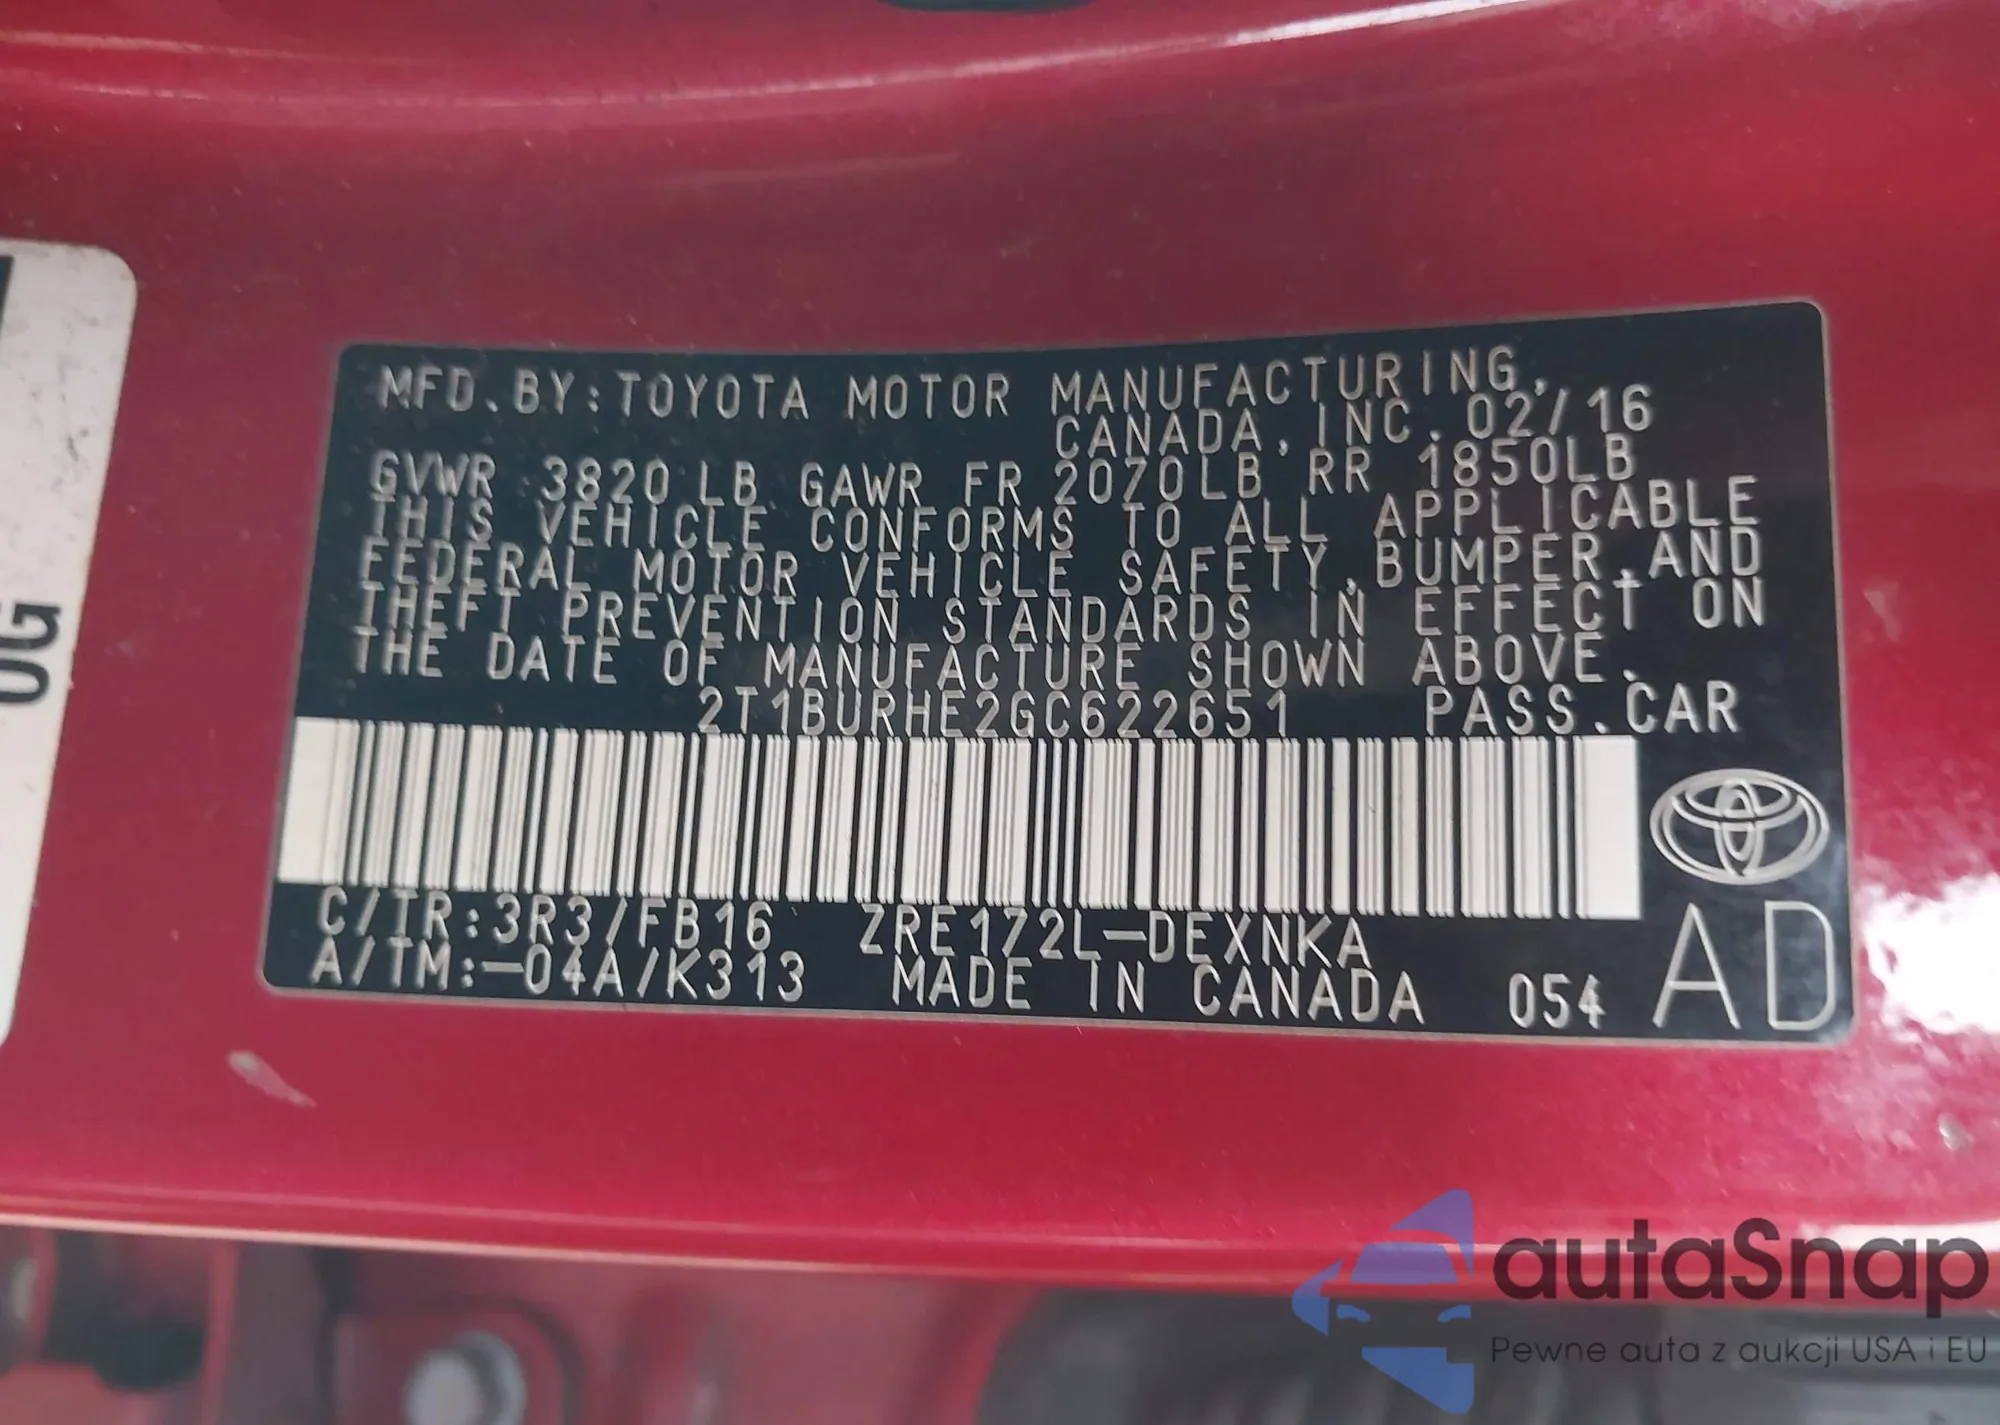 MFD.BY:TOYOTA MOTOR MANUFACTURING,
CANADA,INC. 02/16
GVWR 3820 LB GAWR FR 2070LB RR 1850LB
THIS VEHICLE CONFORMS TO ALL APPLICABLE
FEDERAL MOTOR VEHICLE SAFETY,BUMPER,AND
THEFT PREVENTION STANDARDS IN EFFECT ON
THE DATE OF MANUFACTURE SHOWN ABOVE.
2T1BURHE2GC622651 PASS.CAR
C/TR:3R3/FB16 ZRE172L-DEXNKA
A/TM:-04A/K313 MADE IN CANADA 054 AD
0G
autaSnap
Pewne auta z aukcji USA i EU